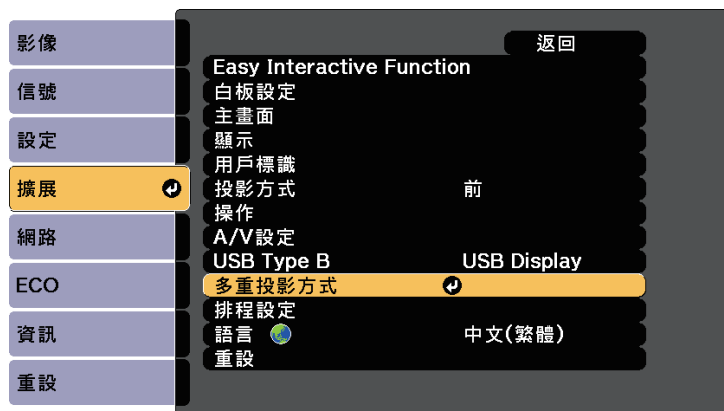 影像
信號
設定
擴展
網路
ECO
資訊
重設
返回
Easy Interactive Function
白板設定
主畫面
顯示
用戶標識
投影方式 前
操作
A/V設定
USB Type B USB Display
多重投影方式
排程設定
語言 中文(繁體)
重設